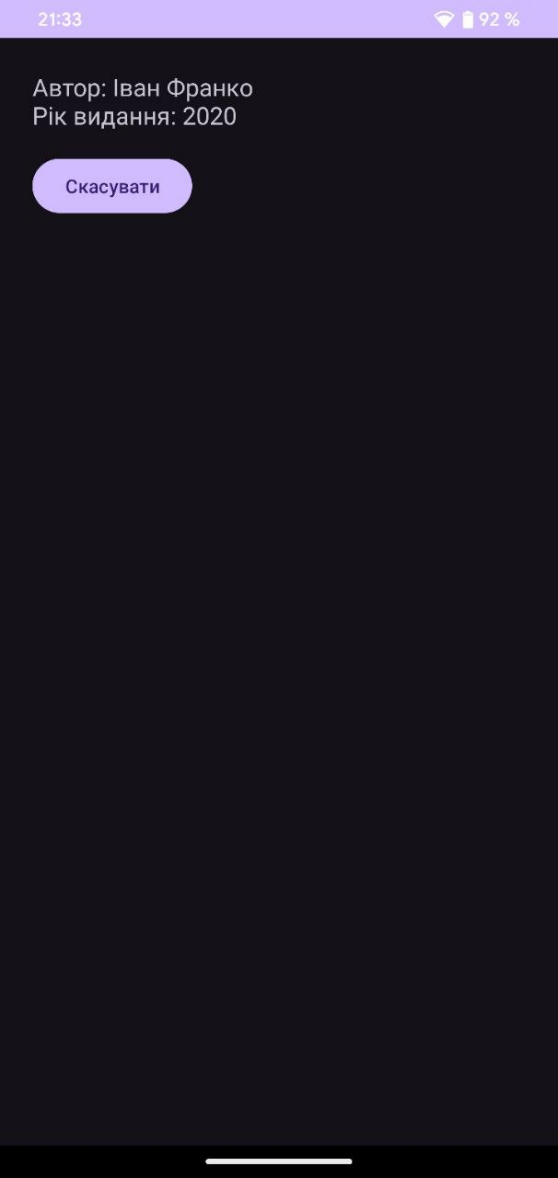 21:33 92 %
Автор: Іван Франко
Рік видання: 2020
Скасувати